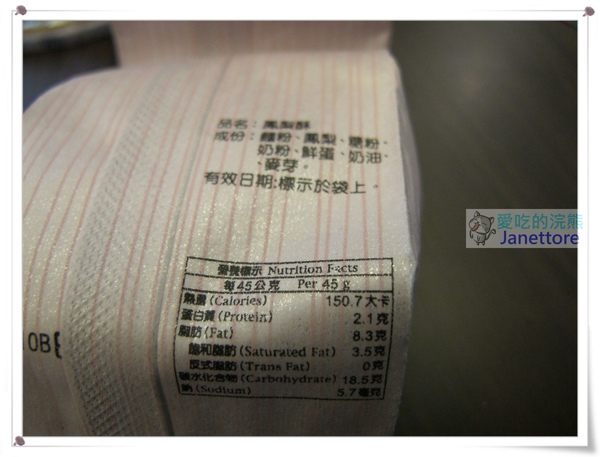 品名：鳳梨酥
成份：麵粉、鳳梨、糖粉、
奶粉、鮮蛋、奶油
、麥芽。
有效日期:標示於袋上。
愛吃的浣熊
Janettore
營養標示 Nutrition Facts
每45公克 Per 45 g
熱量(Calories) 150.7大卡
蛋白質(Protein) 2.1克
脂肪(Fat) 8.3克
飽和脂肪(Saturated Fat) 3.5克
反式脂肪(Trans Fat) 0克
碳水化合物(Carbohydrate) 18.5克
鈉(Sodium) 5.7毫克